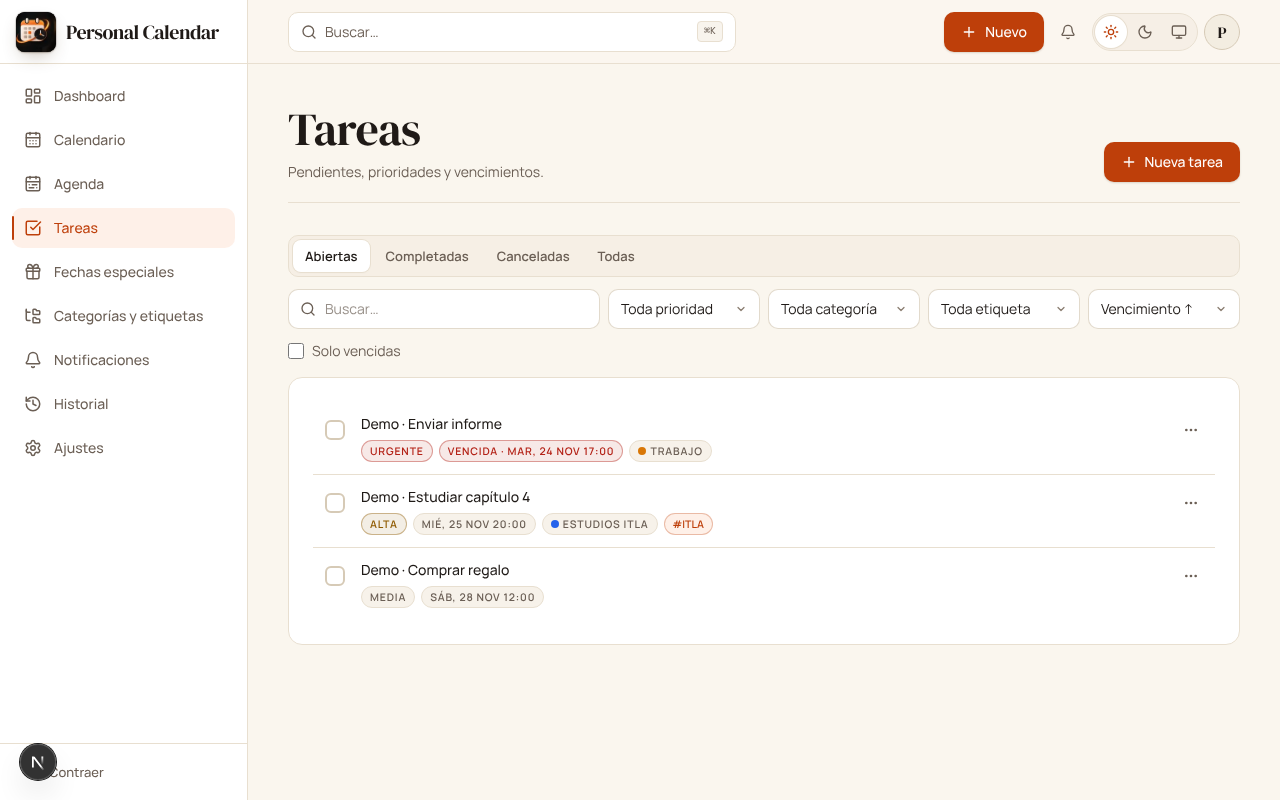 Personal Calendar
Buscar...
⌘K
Nuevo
P
Dashboard
Calendario
Agenda
Tareas
Fechas especiales
Categorías y etiquetas
Notificaciones
Historial
Ajustes
N
Contraer
Tareas
Pendientes, prioridades y vencimientos.
Nueva tarea
Abiertas Completadas Canceladas Todas
Buscar... Toda prioridad Toda categoría Toda etiqueta Vencimiento ↑
Solo vencidas
Demo · Enviar informe
URGENTE VENCIDA · MAR, 24 NOV 17:00 TRABAJO
Demo · Estudiar capítulo 4
ALTA MIÉ, 25 NOV 20:00 ESTUDIOS ITLA #ITLA
Demo · Comprar regalo
MEDIA SÁB, 28 NOV 12:00